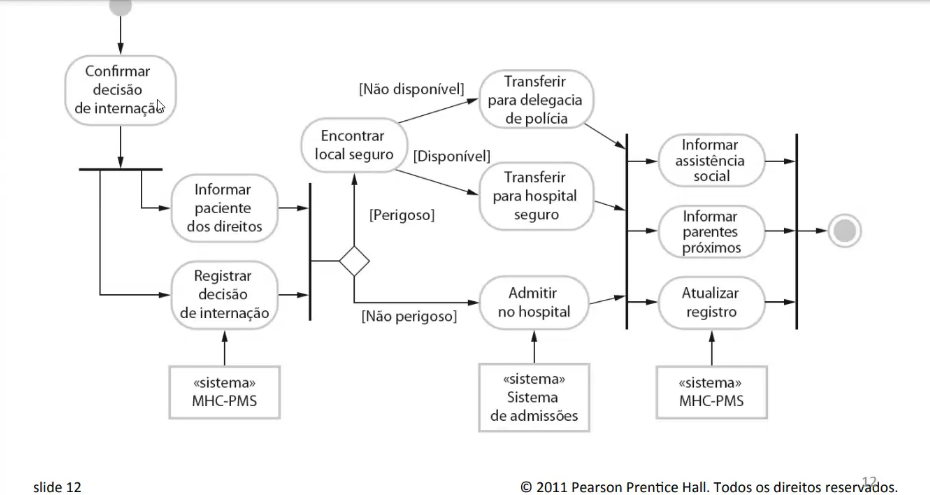 Confirmar
decisão
de internação
Informar
paciente
dos direitos
Registrar
decisão
de internação
«sistema»
MHC-PMS
Encontrar
local seguro
[Perigoso]
[Não perigoso]
[Não disponível]
[Disponível]
Transferir
para delegacia
de polícia
Transferir
para hospital
seguro
Admitir
no hospital
«sistema»
Sistema
de admissões
Informar
assistência
social
Informar
parentes
próximos
Atualizar
registro
«sistema»
MHC-PMS
slide 12
12
© 2011 Pearson Prentice Hall. Todos os direitos reservados.